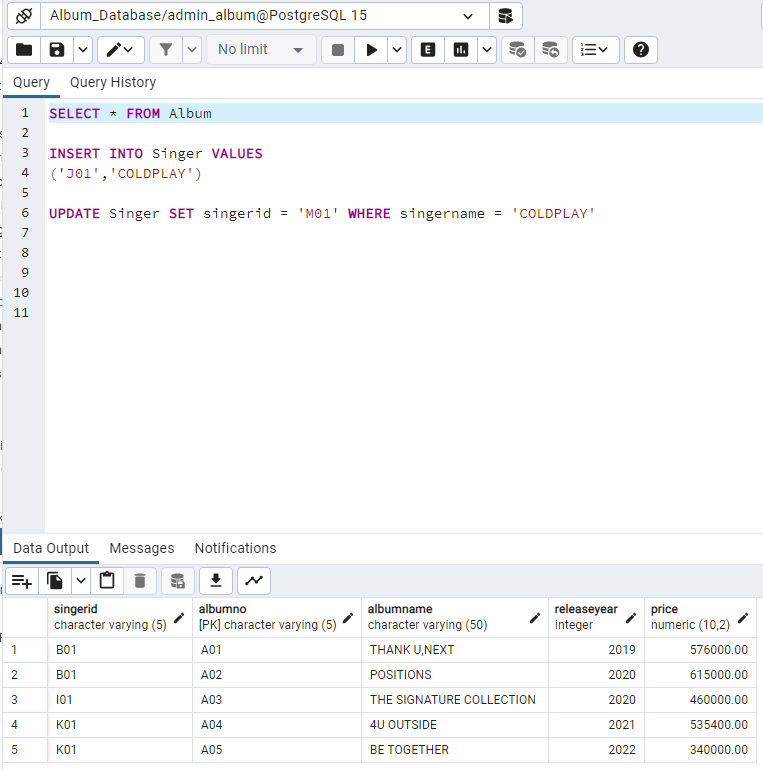 Album_Database/admin_album@PostgreSQL 15
No limit
E
Query Query History
1 SELECT * FROM Album
2
3 INSERT INTO Singer VALUES
4 ('J01','COLDPLAY')
5
6 UPDATE Singer SET singerid = 'M01' WHERE singername = 'COLDPLAY'
7
8
9
10
11
Data Output Messages Notifications
singerid albumno albumname releaseyear price
character varying (5) [PK] character varying (5) character varying (50) integer numeric (10,2)
1 B01 A01 THANK U,NEXT 2019 576000.00
2 B01 A02 POSITIONS 2020 615000.00
3 I01 A03 THE SIGNATURE COLLECTION 2020 460000.00
4 K01 A04 4U OUTSIDE 2021 535400.00
5 K01 A05 BE TOGETHER 2022 340000.00